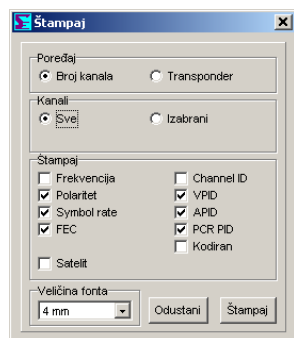 Štampaj
Poređaj
Broj kanala Transponder
Kanali
Sve Izabrani
Štampaj
Frekvencija Channel ID
Polaritet VPID
Symbol rate APID
FEC PCR PID
Kodiran
Satelit
Veličina fonta
4 mm Odustani Štampaj